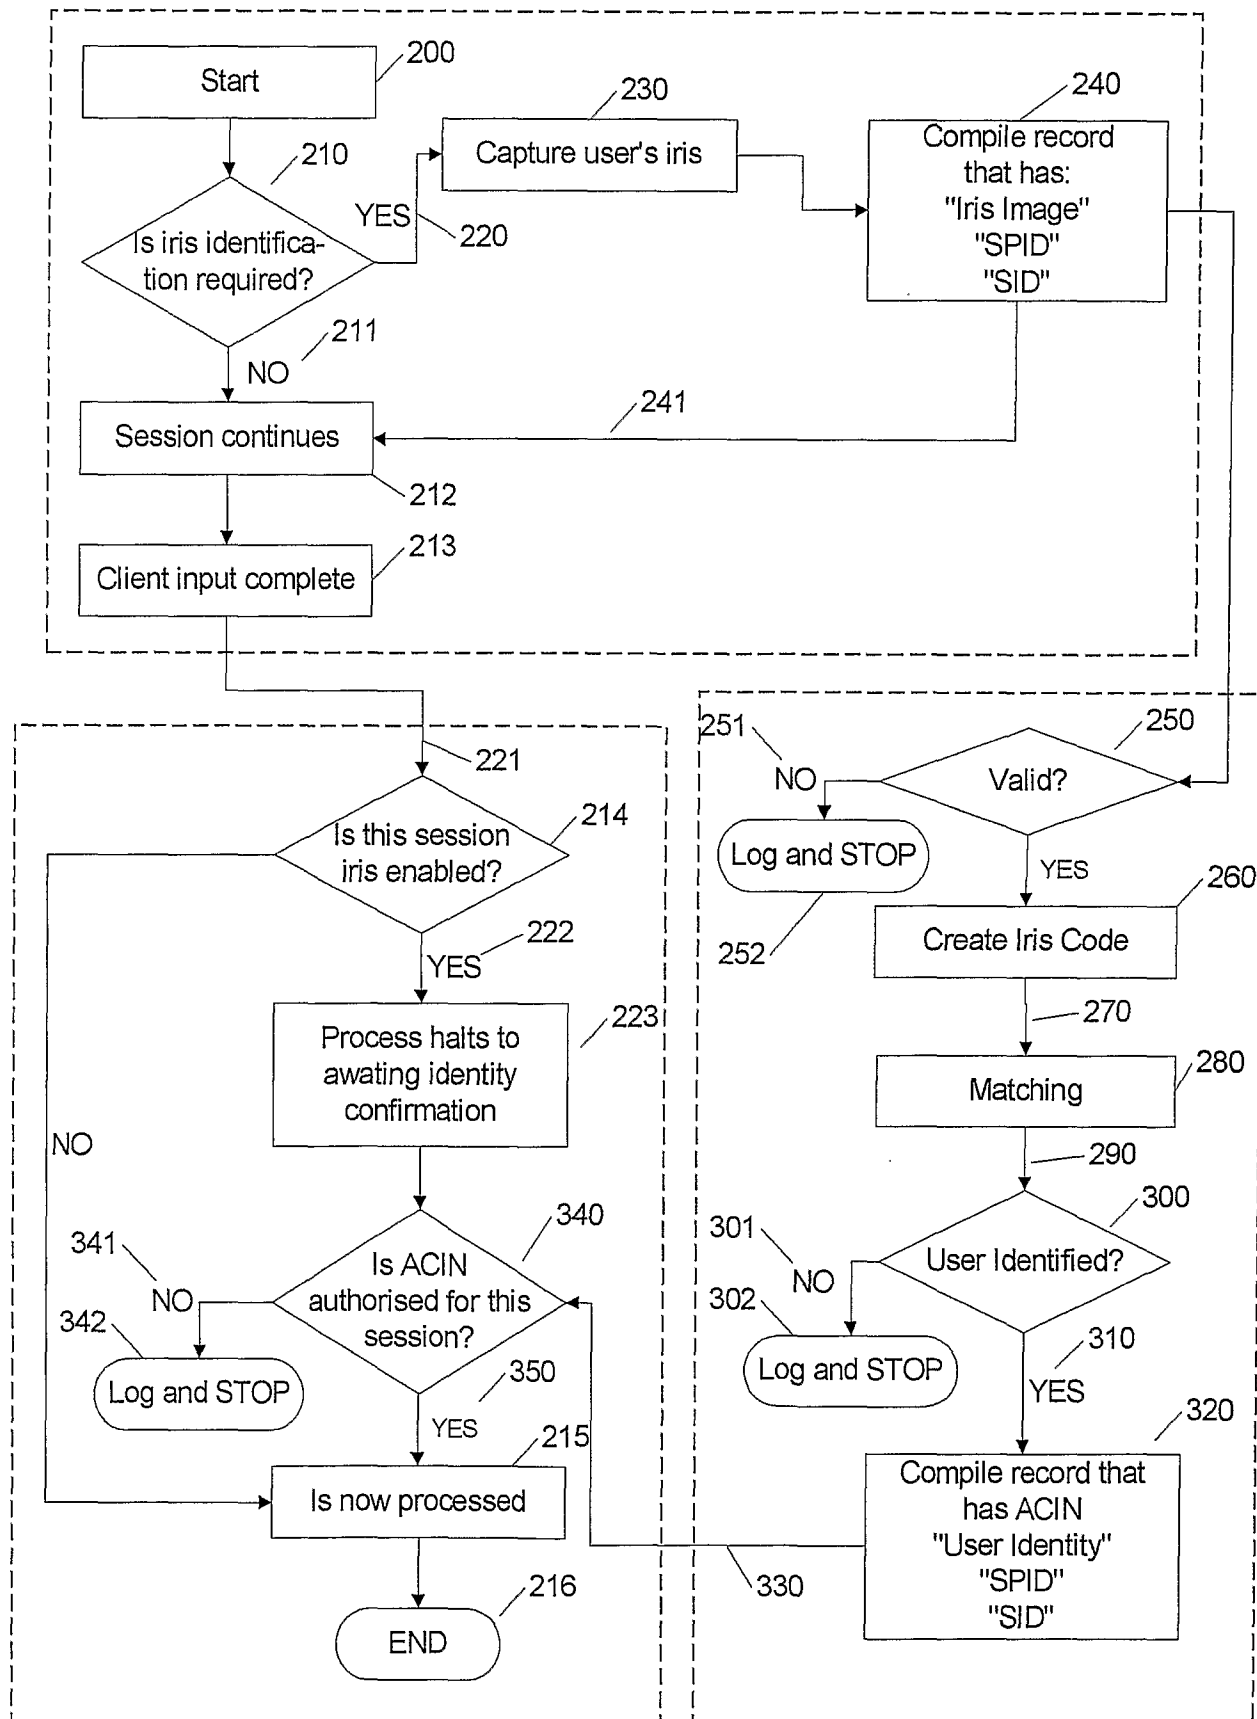 200
Start
230
240
210
Capture user's iris
Compile record
that has:
"Iris Image"
"SPID"
"SID"
YES
220
Is iris identifica-
tion required?
211
NO
241
Session continues
212
213
Client input complete
221
251
250
NO
Valid?
214
Is this session
iris enabled?
Log and STOP
YES
260
252
Create Iris Code
222
YES
270
223
Process halts to
awating identity
confirmation
280
Matching
NO
290
300
301
340
341
User Identified?
NO
Is ACIN
authorised for this
session?
NO
302
342
310
Log and STOP
350
Log and STOP
YES
320
YES
215
Compile record that
has ACIN
"User Identity"
"SPID"
"SID"
Is now processed
330
216
END